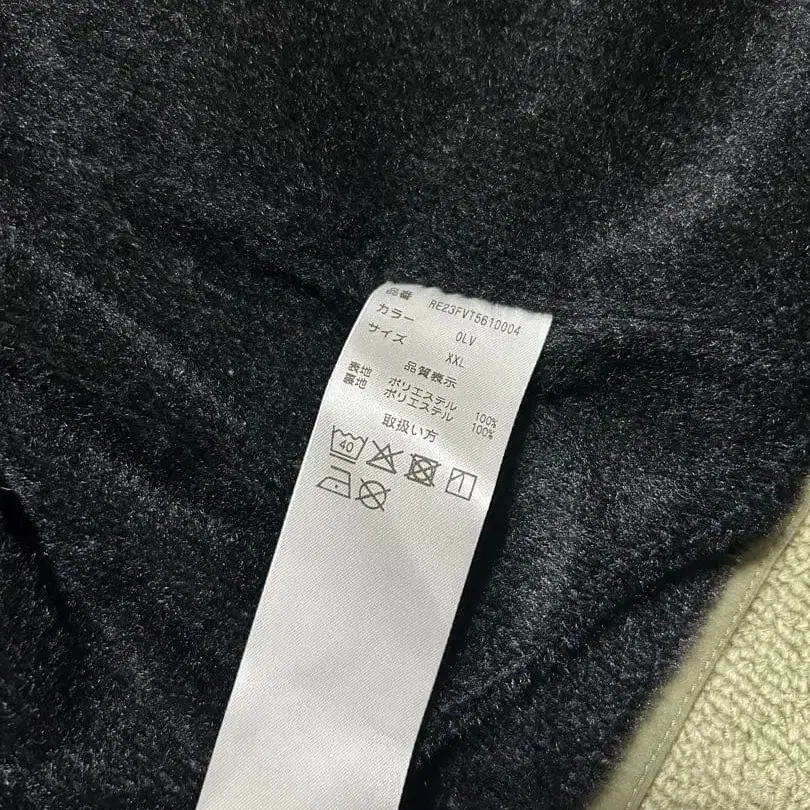 品番 RE23FVT5610004
カラー OLV
サイズ XXL
品質表示
表地 ポリエステル 100%
裏地 ポリエステル 100%
取扱い方
40